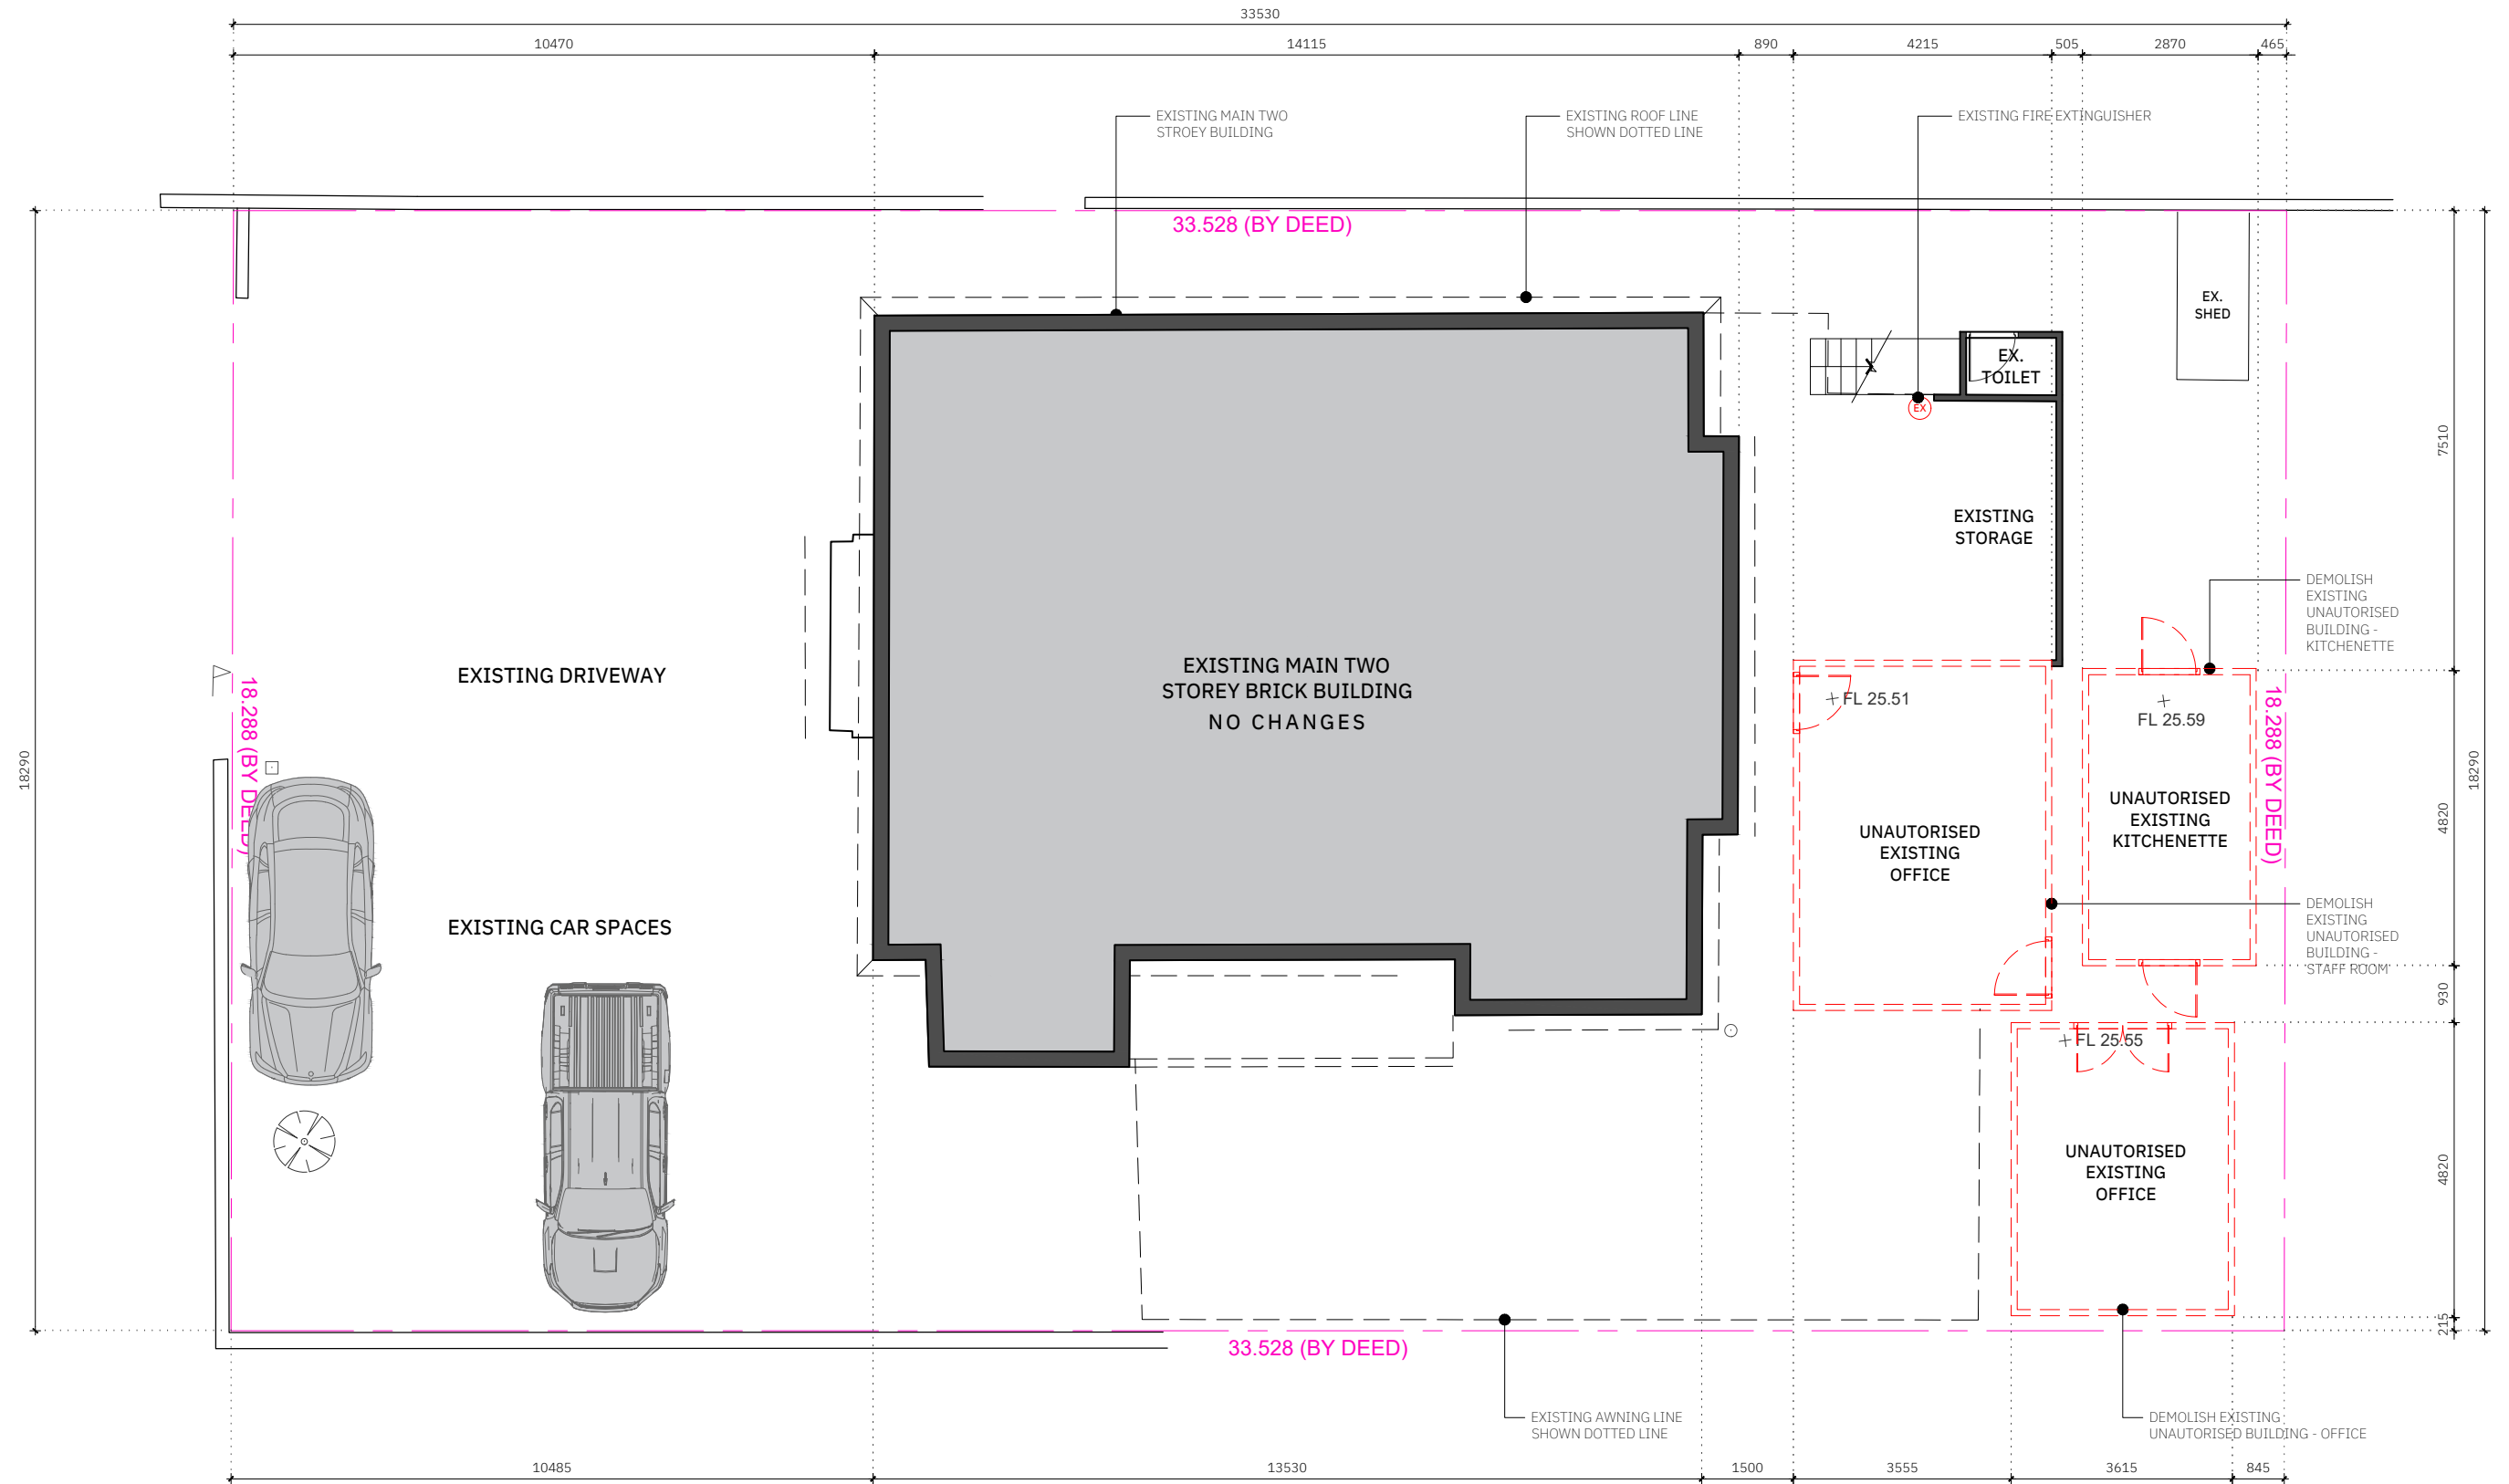 33530
10470
14115
890
4215
505
2870
465
EXISTING MAIN TWO
STROEY BUILDING
EXISTING ROOF LINE
SHOWN DOTTED LINE
EXISTING FIRE EXTINGUISHER
33.528 (BY DEED)
EX.
SHED
EX.
TOILET
EX
7510
EXISTING
STORAGE
DEMOLISH
EXISTING
UNAUTORISED
BUILDING -
KITCHENETTE
EXISTING DRIVEWAY
EXISTING MAIN TWO
STOREY BRICK BUILDING
NO CHANGES
FL 25.51
FL 25.59
18.288 (BY DEED)
18.288 (BY DEED)
18290
18290
UNAUTORISED
EXISTING
KITCHENETTE
4820
UNAUTORISED
EXISTING
OFFICE
EXISTING CAR SPACES
DEMOLISH
EXISTING
UNAUTORISED
BUILDING -
STAFF ROOM
930
FL 25.55
UNAUTORISED
EXISTING
OFFICE
4820
215
33.528 (BY DEED)
EXISTING AWNING LINE
SHOWN DOTTED LINE
DEMOLISH EXISTING
UNAUTORISED BUILDING - OFFICE
10485
13530
1500
3555
3615
845